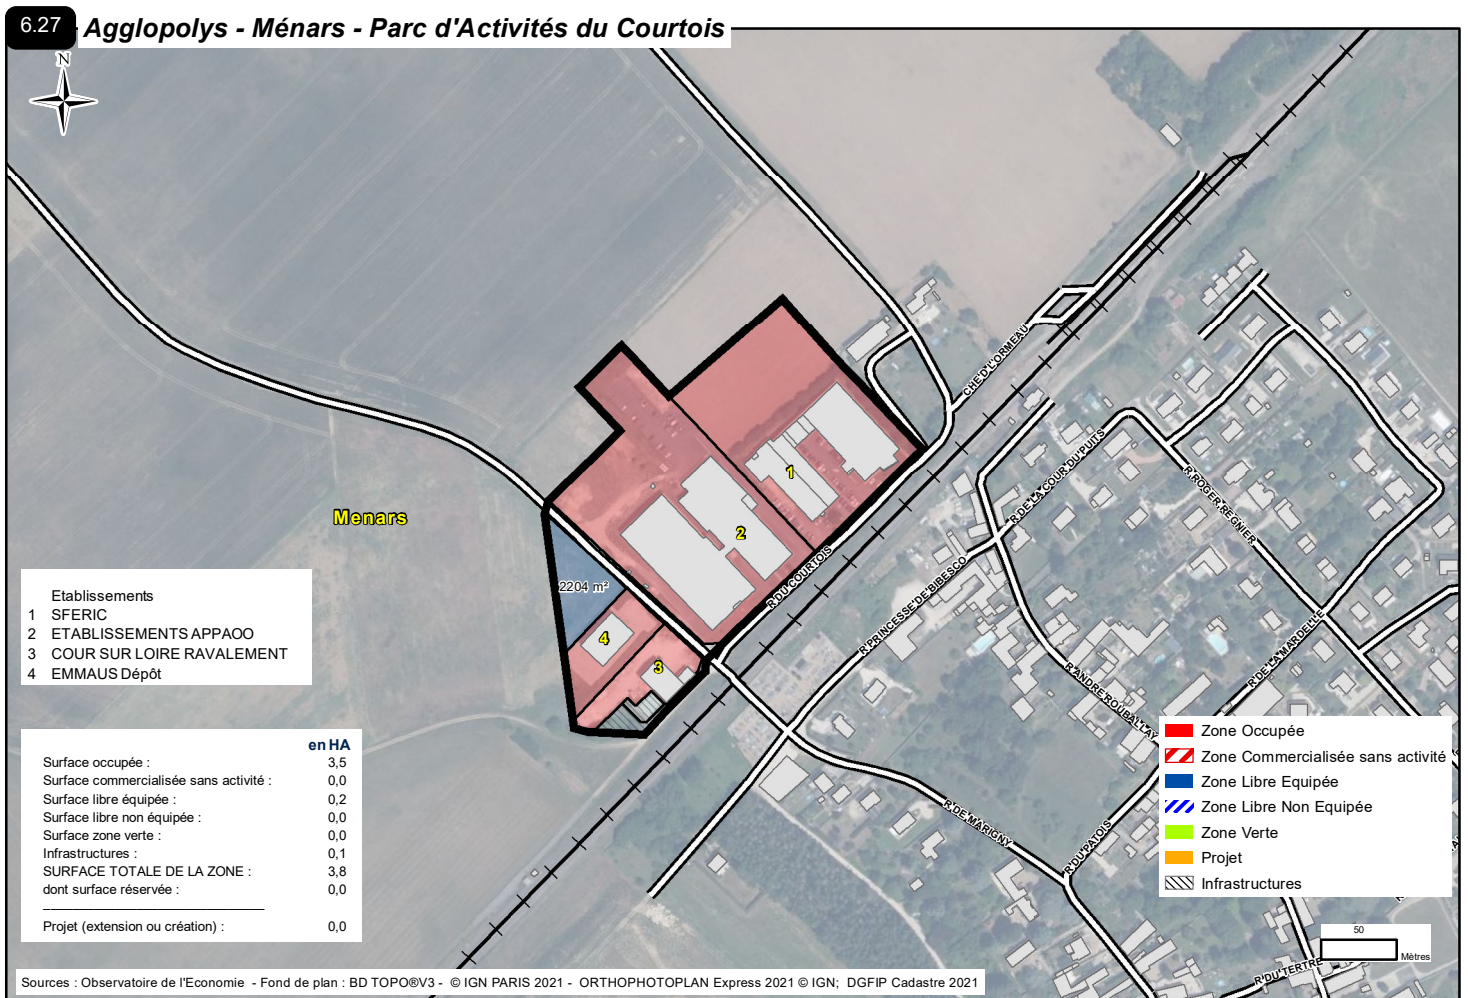 6.27
Agglopolys - Ménars - Parc d'Activités du Courtois
N
CHE D'L'ORMEAU
R DE LA COUR DU PUITS
R ROGER REGNIER
Menars
1
2
2204 m²
R DU COURTOIS
R PRINCESSE DE BIBESCO
4
3
R DE LA MARDELLE
R ANDRE ROUBALLAY
R DE MARIGNY
R DU PATOIS
R DU TERTRE
Etablissements
1 SFERIC
2 ETABLISSEMENTS APPAOO
3 COUR SUR LOIRE RAVALEMENT
4 EMMAUS Dépôt
en HA
Surface occupée : 3,5
Surface commercialisée sans activité : 0,0
Surface libre équipée : 0,2
Surface libre non équipée : 0,0
Surface zone verte : 0,0
Infrastructures : 0,1
SURFACE TOTALE DE LA ZONE : 3,8
dont surface réservée : 0,0
Projet (extension ou création) : 0,0
Zone Occupée
Zone Commercialisée sans activité
Zone Libre Equipée
Zone Libre Non Equipée
Zone Verte
Projet
Infrastructures
50
Mètres
Sources : Observatoire de l'Economie - Fond de plan : BD TOPO®V3 - © IGN PARIS 2021 - ORTHOPHOTOPLAN Express 2021 © IGN; DGFIP Cadastre 2021